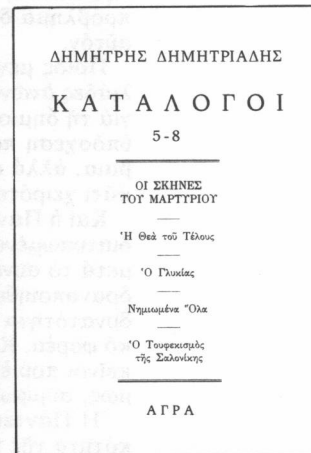 ΔΗΜΗΤΡΗΣ ΔΗΜΗΤΡΙΑΔΗΣ
ΚΑΤΑΛΟΓΟΙ
5-8
ΟΙ ΣΚΗΝΕΣ
ΤΟΥ ΜΑΡΤΥΡΙΟΥ
Ἡ Θεὰ τοῦ Τέλους
Ὁ Γλυκίας
Νημιωμένα Ὅλα
Ὁ Τουφεκισμὸς
τῆς Σαλονίκης
ΑΓΡΑ